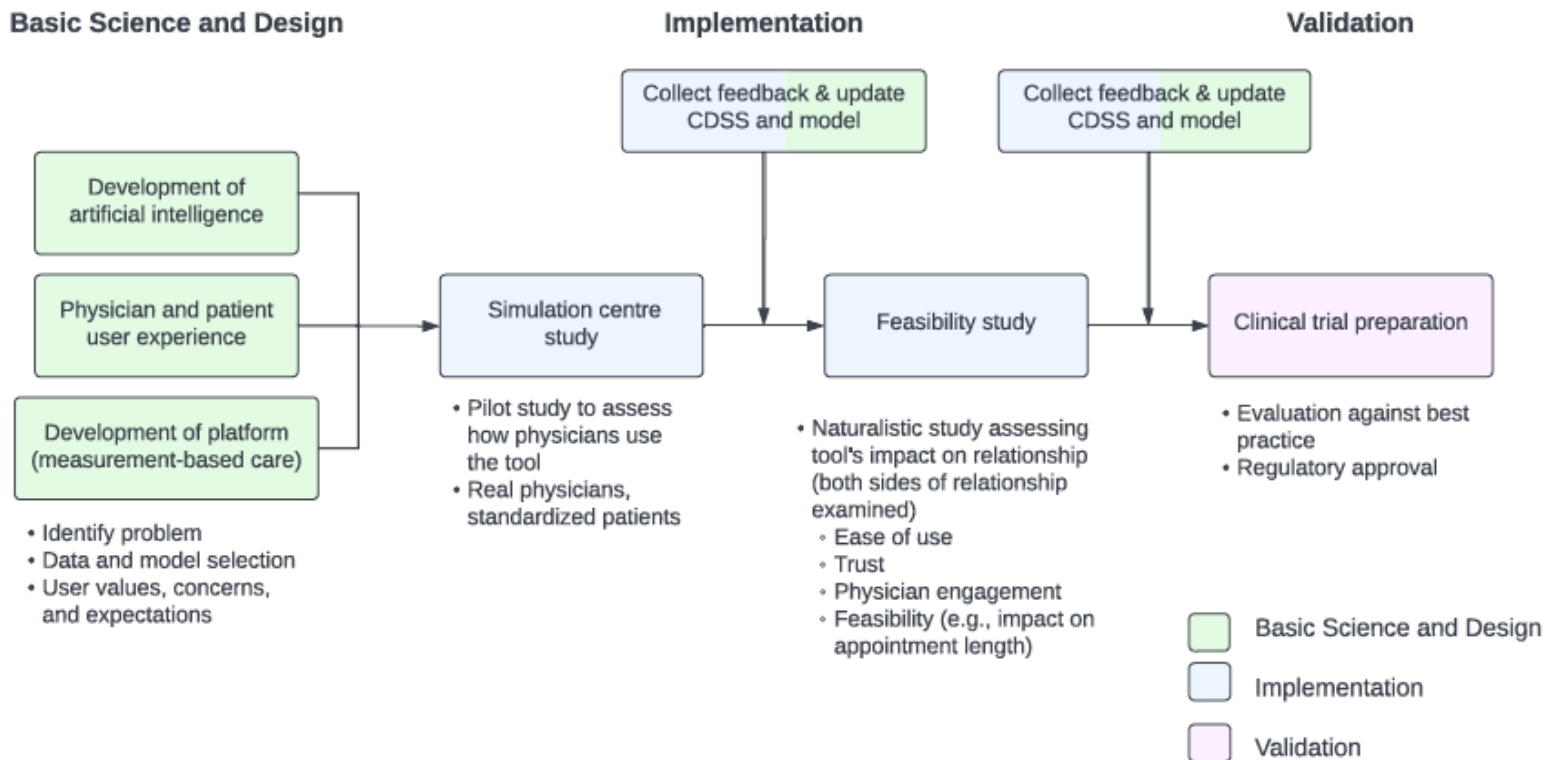 Basic Science and Design
Implementation
Validation
Collect feedback & update
CDSS and model
Collect feedback & update
CDSS and model
Development of
artificial intelligence
Physician and patient
user experience
Development of platform
(measurement-based care)
• Identify problem
• Data and model selection
• User values, concerns,
and expectations
Simulation centre
study
• Pilot study to assess
how physicians use
the tool
• Real physicians,
standardized patients
Feasibility study
• Naturalistic study assessing
tool's impact on relationship
(both sides of relationship
examined)
◦ Ease of use
◦ Trust
◦ Physician engagement
◦ Feasibility (e.g., impact on
appointment length)
Clinical trial preparation
• Evaluation against best
practice
• Regulatory approval
Basic Science and Design
Implementation
Validation